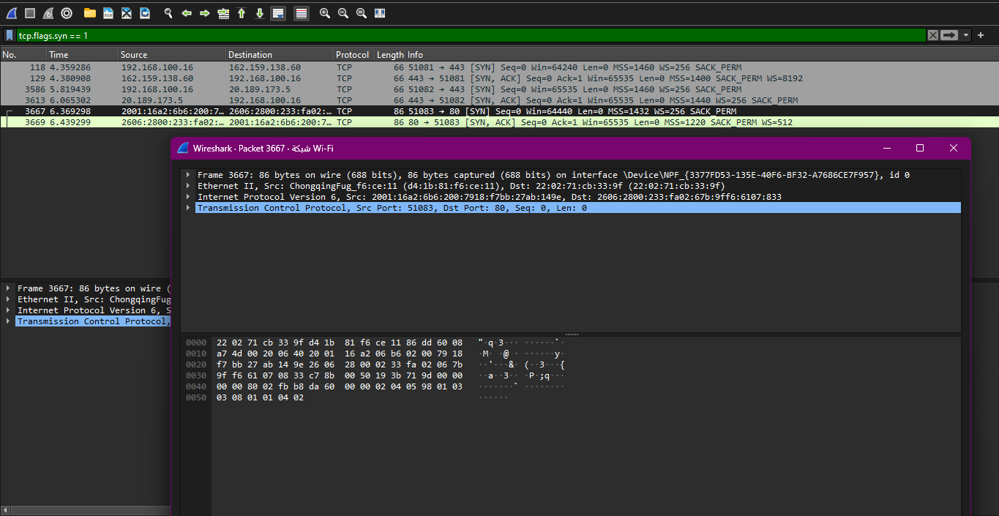 tcp.flags.syn == 1
No. Time Source Destination Protocol Length Info
118 4.359286 192.168.100.16 162.159.138.60 TCP 66 51081 → 443 [SYN] Seq=0 Win=64240 Len=0 MSS=1460 WS=256 SACK_PERM
129 4.380908 162.159.138.60 192.168.100.16 TCP 66 443 → 51081 [SYN, ACK] Seq=0 Ack=1 Win=65535 Len=0 MSS=1400 SACK_PERM WS=8192
3586 5.819439 192.168.100.16 20.189.173.5 TCP 66 51082 → 443 [SYN] Seq=0 Win=65535 Len=0 MSS=1460 WS=256 SACK_PERM
3613 6.065302 20.189.173.5 192.168.100.16 TCP 66 443 → 51082 [SYN, ACK] Seq=0 Ack=1 Win=65535 Len=0 MSS=1440 WS=256 SACK_PERM
3667 6.369298 2001:16a2:6b6:200:7… 2606:2800:233:fa02:… TCP 86 51083 → 80 [SYN] Seq=0 Win=64440 Len=0 MSS=1432 WS=256 SACK_PERM
3669 6.439299 2606:2800:233:fa02:… 2001:16a2:6b6:200:7… TCP 86 80 → 51083 [SYN, ACK] Seq=0 Ack=1 Win=65535 Len=0 MSS=1220 SACK_PERM WS=512
Wireshark · Packet 3667 · شبكة Wi-Fi
Frame 3667: 86 bytes on wire (688 bits), 86 bytes captured (688 bits) on interface \Device\NPF_{3377FD53-135E-40F6-BF32-A7686CE7F957}, id 0
Ethernet II, Src: ChongqingFug_f6:ce:11 (d4:1b:81:f6:ce:11), Dst: 22:02:71:cb:33:9f (22:02:71:cb:33:9f)
Internet Protocol Version 6, Src: 2001:16a2:6b6:200:7918:f7bb:27ab:149e, Dst: 2606:2800:233:fa02:67b:9ff6:6107:833
Transmission Control Protocol, Src Port: 51083, Dst Port: 80, Seq: 0, Len: 0
Frame 3667: 86 bytes on wire (
Ethernet II, Src: ChongqingFug
Internet Protocol Version 6, S
Transmission Control Protocol,
0000 22 02 71 cb 33 9f d4 1b 81 f6 ce 11 86 dd 60 08 "·q·3··· ······`·
0010 a7 4d 00 20 06 40 20 01 16 a2 06 b6 02 00 79 18 ·M· ·@ · ······y·
0020 f7 bb 27 ab 14 9e 26 06 28 00 02 33 fa 02 06 7b ··'···&· (··3···{
0030 9f f6 61 07 08 33 c7 8b 00 50 19 3b 71 9d 00 00 ··a··3·· ·P·;q···
0040 00 00 80 02 fb b8 da 60 00 00 02 04 05 98 01 03 ·······` ········
0050 03 08 01 01 04 02 ······